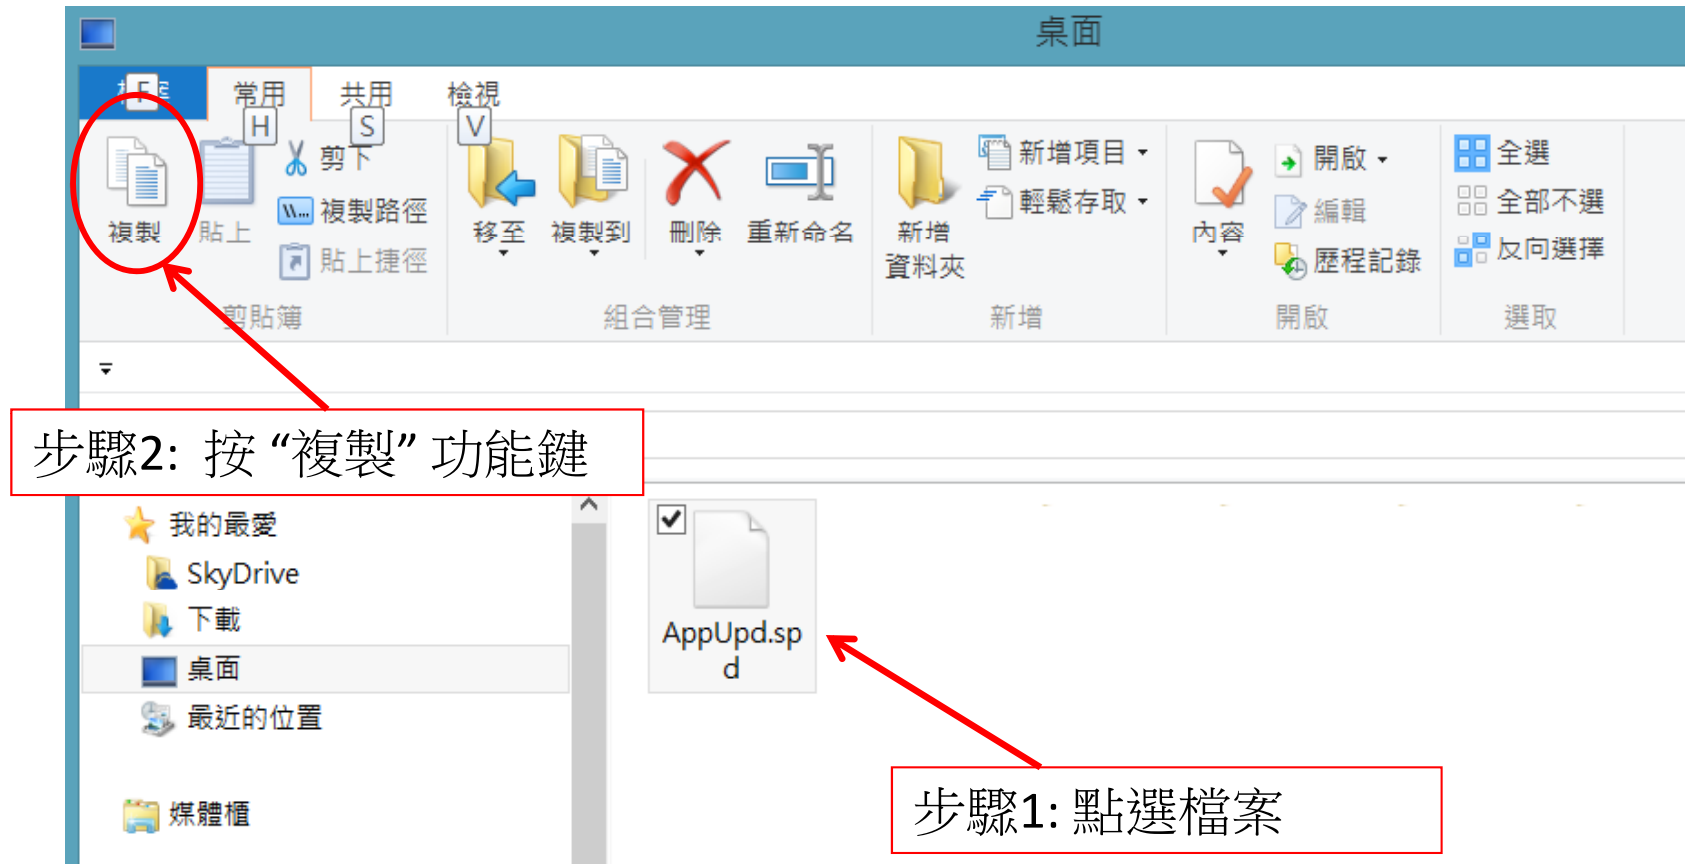 桌面
F
常用
共用
檢視
H
S
V
複製
貼上
剪下
複製路徑
貼上捷徑
移至
複製到
刪除
重新命名
新增
資料夾
新增項目
輕鬆存取
內容
開啟
編輯
歷程記錄
全選
全部不選
反向選擇
剪貼簿
組合管理
新增
開啟
選取
步驟2: 按 “複製” 功能鍵
我的最愛
SkyDrive
下載
桌面
最近的位置
媒體櫃
AppUpd.sp
d
步驟1: 點選檔案